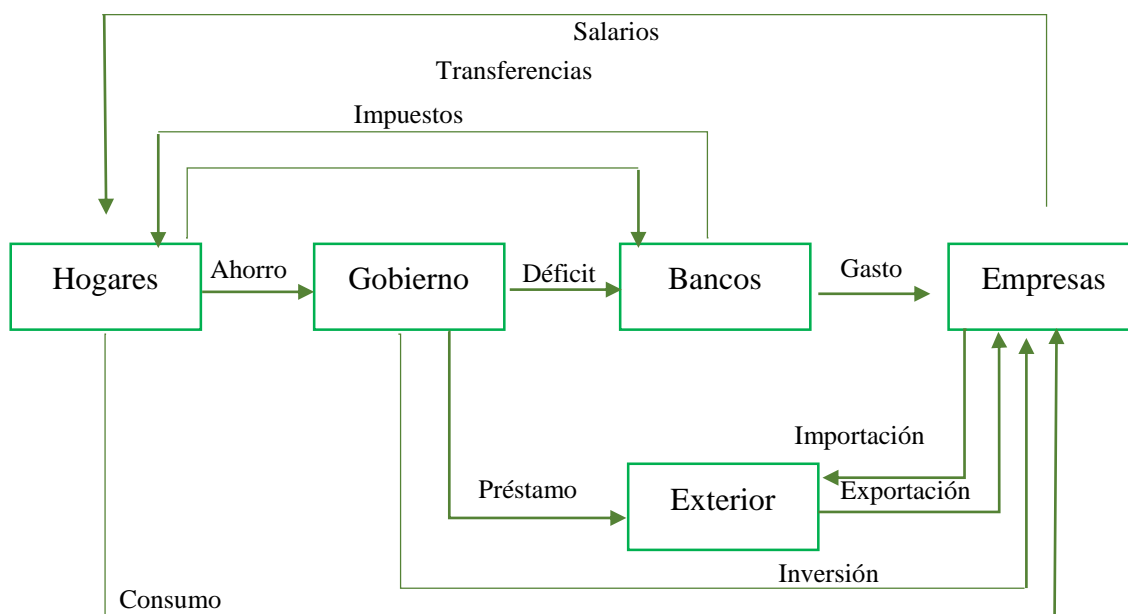 Salarios
Transferencias
Impuestos
Hogares
Ahorro
Gobierno
Déficit
Bancos
Gasto
Empresas
Importación
Préstamo
Exterior
Exportación
Inversión
Consumo